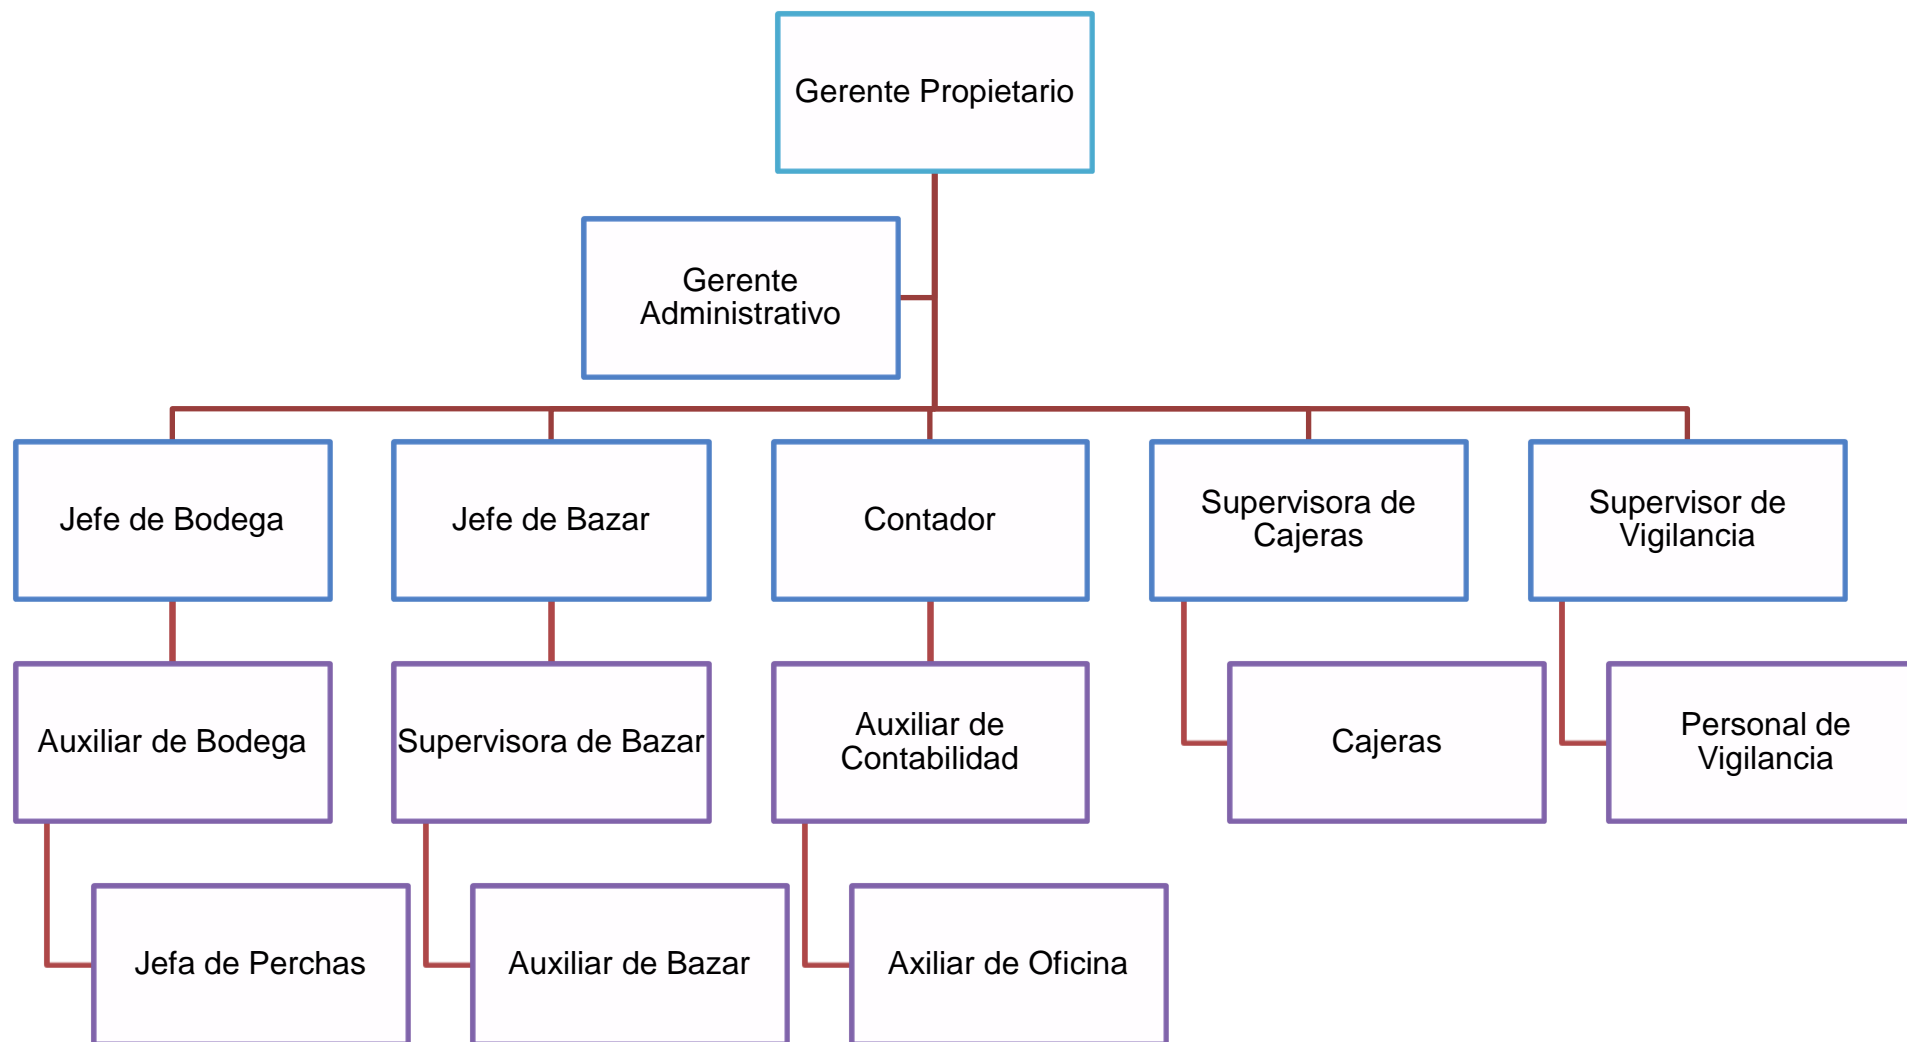 Gerente Propietario
Gerente
Administrativo
Jefe de Bodega
Jefe de Bazar
Contador
Supervisora de
Cajeras
Supervisor de
Vigilancia
Auxiliar de Bodega
Supervisora de Bazar
Auxiliar de
Contabilidad
Cajeras
Personal de
Vigilancia
Jefa de Perchas
Auxiliar de Bazar
Axiliar de Oficina